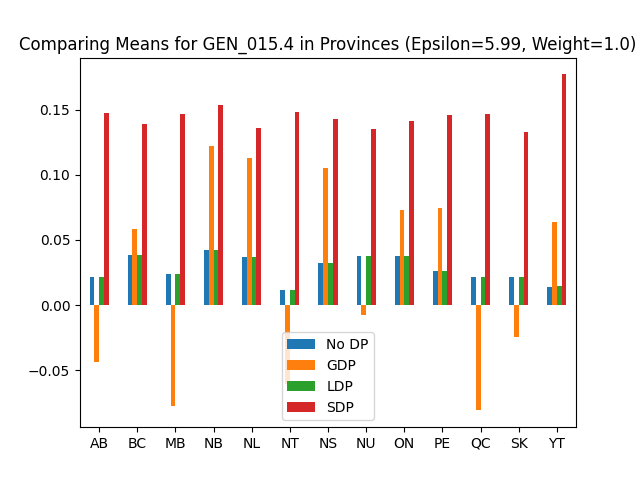 Comparing Means for GEN_015.4 in Provinces (Epsilon=5.99, Weight=1.0)
0.15
0.10
0.05
0.00
−0.05
No DP
GDP
LDP
SDP
AB BC MB NB NL NT NS NU ON PE QC SK YT